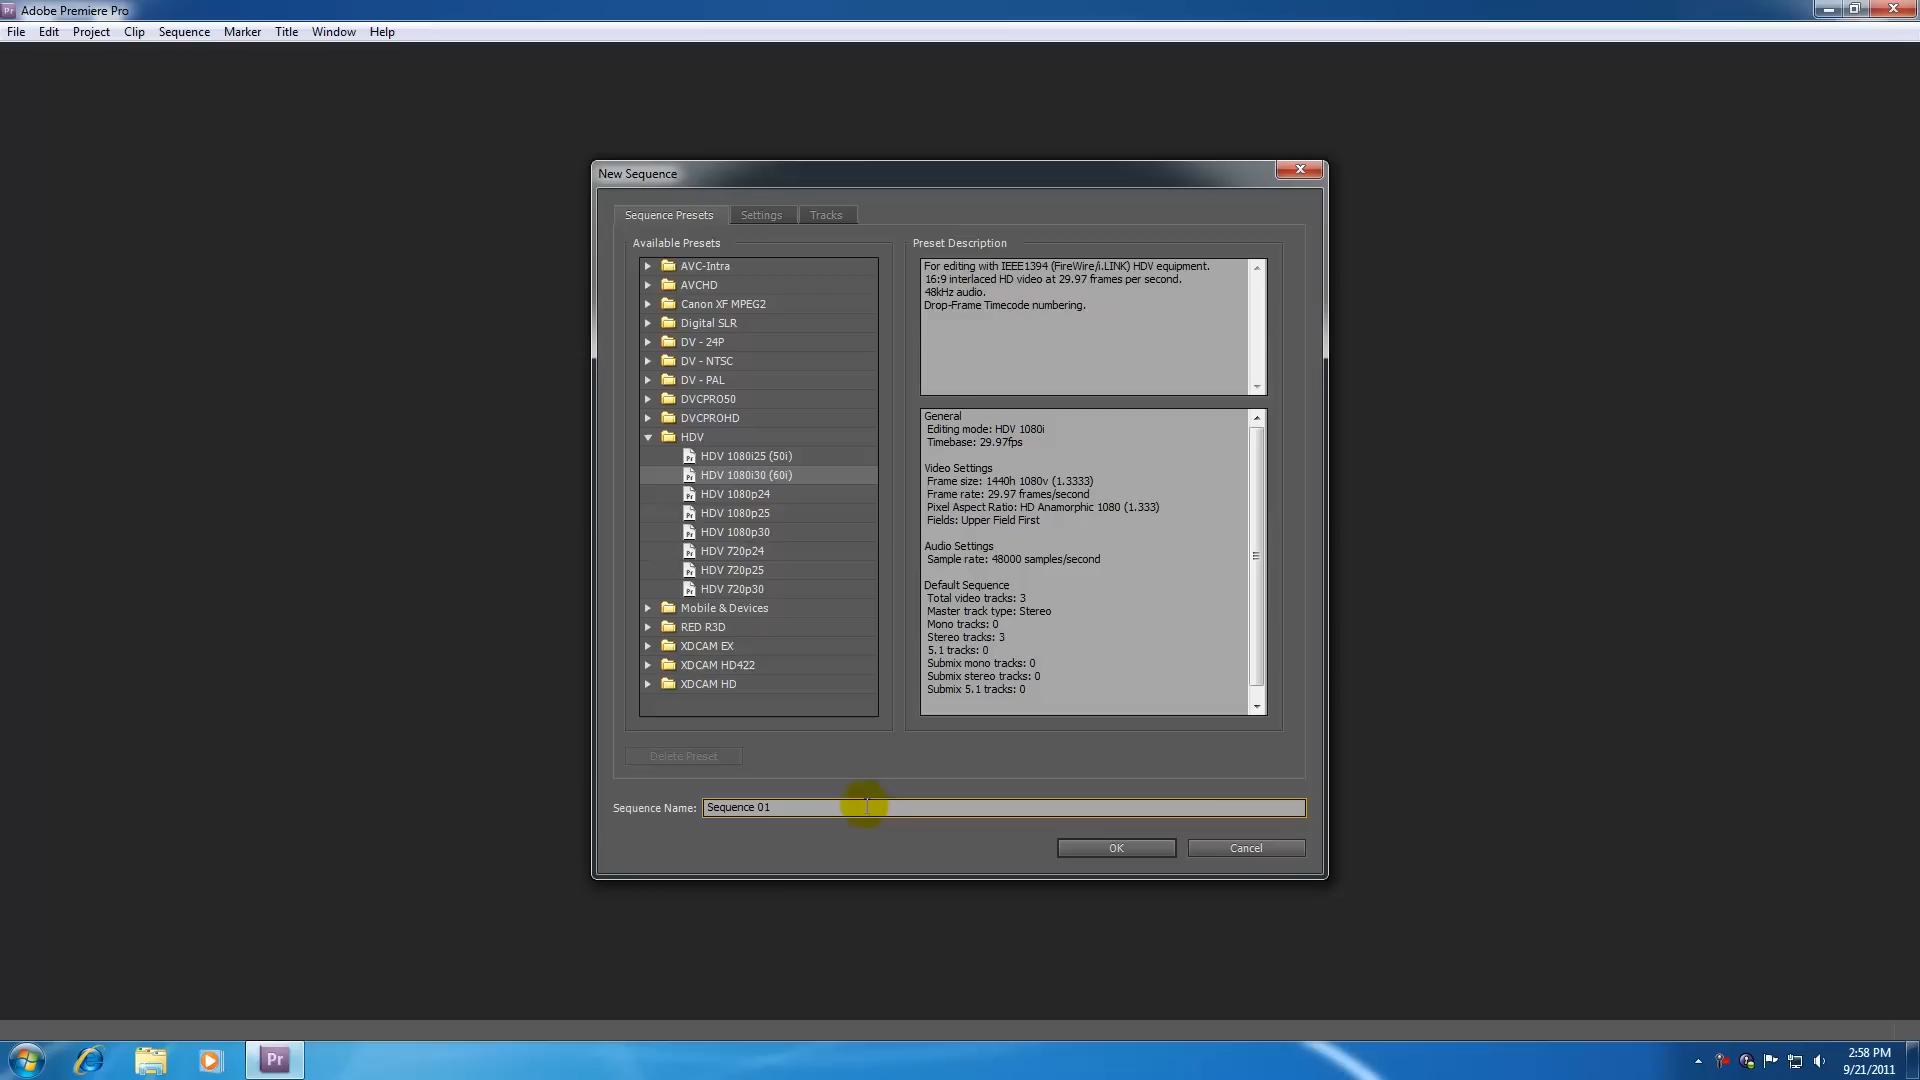 Adobe Premiere Pro
File Edit Project Clip Sequence Marker Title Window Help
New Sequence
Sequence Presets Settings Tracks
Available Presets
AVC-Intra
AVCHD
Canon XF MPEG2
Digital SLR
DV - 24P
DV - NTSC
DV - PAL
DVCPRO50
DVCPROHD
HDV
HDV 1080i25 (50i)
HDV 1080i30 (60i)
HDV 1080p24
HDV 1080p25
HDV 1080p30
HDV 720p24
HDV 720p25
HDV 720p30
Mobile & Devices
RED R3D
XDCAM EX
XDCAM HD422
XDCAM HD
Preset Description
For editing with IEEE1394 (FireWire/i.LINK) HDV equipment.
16:9 interlaced HD video at 29.97 frames per second.
48kHz audio.
Drop-Frame Timecode numbering.
General
Editing mode: HDV 1080i
Timebase: 29.97fps
Video Settings
Frame size: 1440h 1080v (1.3333)
Frame rate: 29.97 frames/second
Pixel Aspect Ratio: HD Anamorphic 1080 (1.333)
Fields: Upper Field First
Audio Settings
Sample rate: 48000 samples/second
Default Sequence
Total video tracks: 3
Master track type: Stereo
Mono tracks: 0
Stereo tracks: 3
5.1 tracks: 0
Submix mono tracks: 0
Submix stereo tracks: 0
Submix 5.1 tracks: 0
Delete Preset
Sequence Name: Sequence 01
OK Cancel
Pr
2:58 PM
9/21/2011